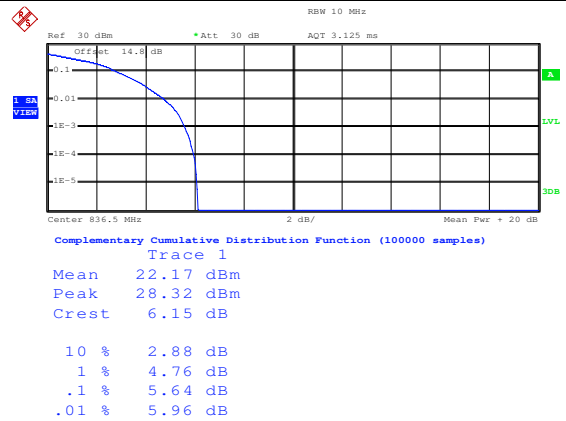 RBW 10 MHz
Ref 30 dBm *Att 30 dB AQT 3.125 ms
Offset 14.8 dB
0.1
A
0.01
1 SA
VIEW
1E-3
LVL
1E-4
1E-5
3DB
Center 836.5 MHz 2 dB/ Mean Pwr + 20 dB
Complementary Cumulative Distribution Function (100000 samples)
Trace 1
Mean 22.17 dBm
Peak 28.32 dBm
Crest 6.15 dB
10 % 2.88 dB
1 % 4.76 dB
.1 % 5.64 dB
.01 % 5.96 dB